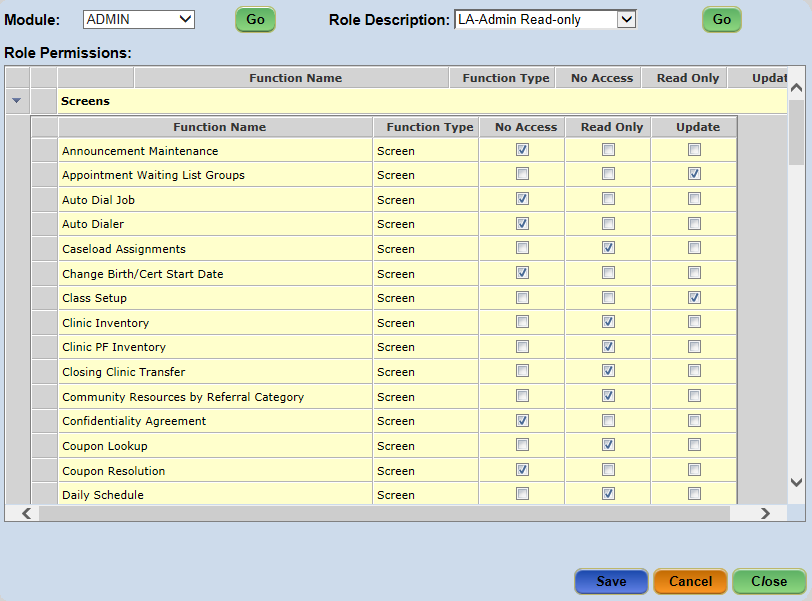 Module: ADMIN Go Role Description: LA-Admin Read-only Go
Role Permissions:
Function Name Function Type No Access Read Only Updat
Screens
Function Name Function Type No Access Read Only Update
Announcement Maintenance Screen
Appointment Waiting List Groups Screen
Auto Dial Job Screen
Auto Dialer Screen
Caseload Assignments Screen
Change Birth/Cert Start Date Screen
Class Setup Screen
Clinic Inventory Screen
Clinic PF Inventory Screen
Closing Clinic Transfer Screen
Community Resources by Referral Category Screen
Confidentiality Agreement Screen
Coupon Lookup Screen
Coupon Resolution Screen
Daily Schedule Screen
Save Cancel Close